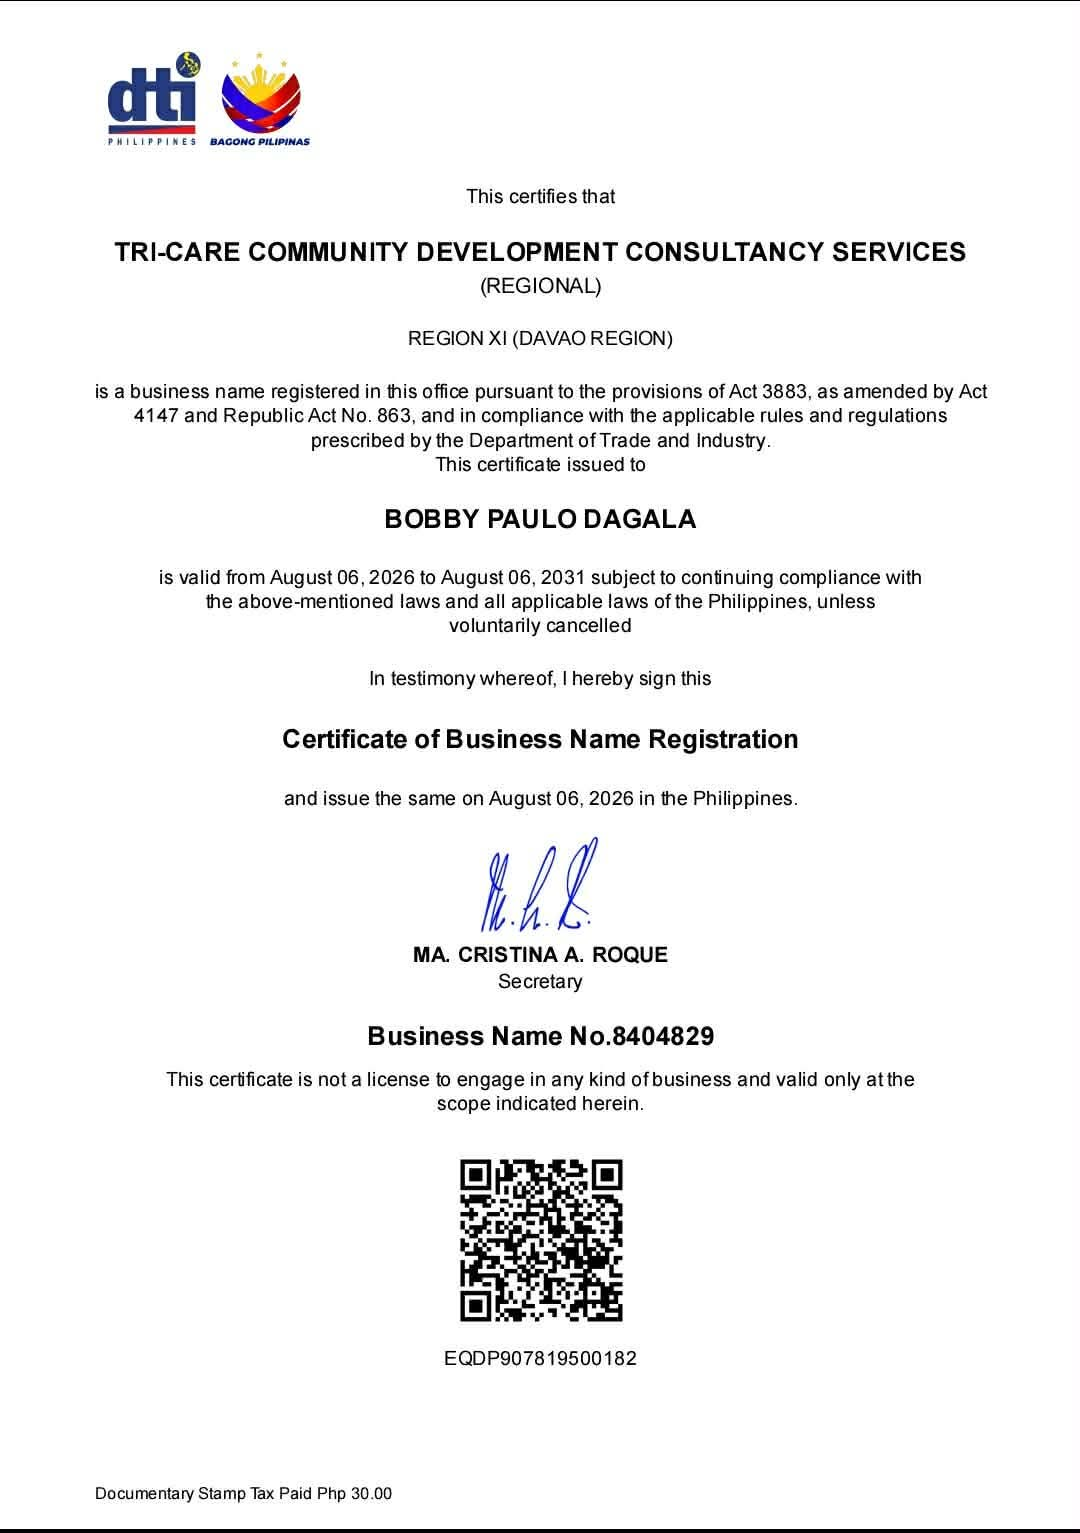 dti
PHILIPPINES
BAGONG PILIPINAS
This certifies that
TRI-CARE COMMUNITY DEVELOPMENT CONSULTANCY SERVICES
(REGIONAL)
REGION XI (DAVAO REGION)
is a business name registered in this office pursuant to the provisions of Act 3883, as amended by Act
4147 and Republic Act No. 863, and in compliance with the applicable rules and regulations
prescribed by the Department of Trade and Industry.
This certificate issued to
BOBBY PAULO DAGALA
is valid from August 06, 2026 to August 06, 2031 subject to continuing compliance with
the above-mentioned laws and all applicable laws of the Philippines, unless
voluntarily cancelled
In testimony whereof, I hereby sign this
Certificate of Business Name Registration
and issue the same on August 06, 2026 in the Philippines.
MA. CRISTINA A. ROQUE
Secretary
Business Name No.8404829
This certificate is not a license to engage in any kind of business and valid only at the
scope indicated herein.
EQDP907819500182
Documentary Stamp Tax Paid Php 30.00